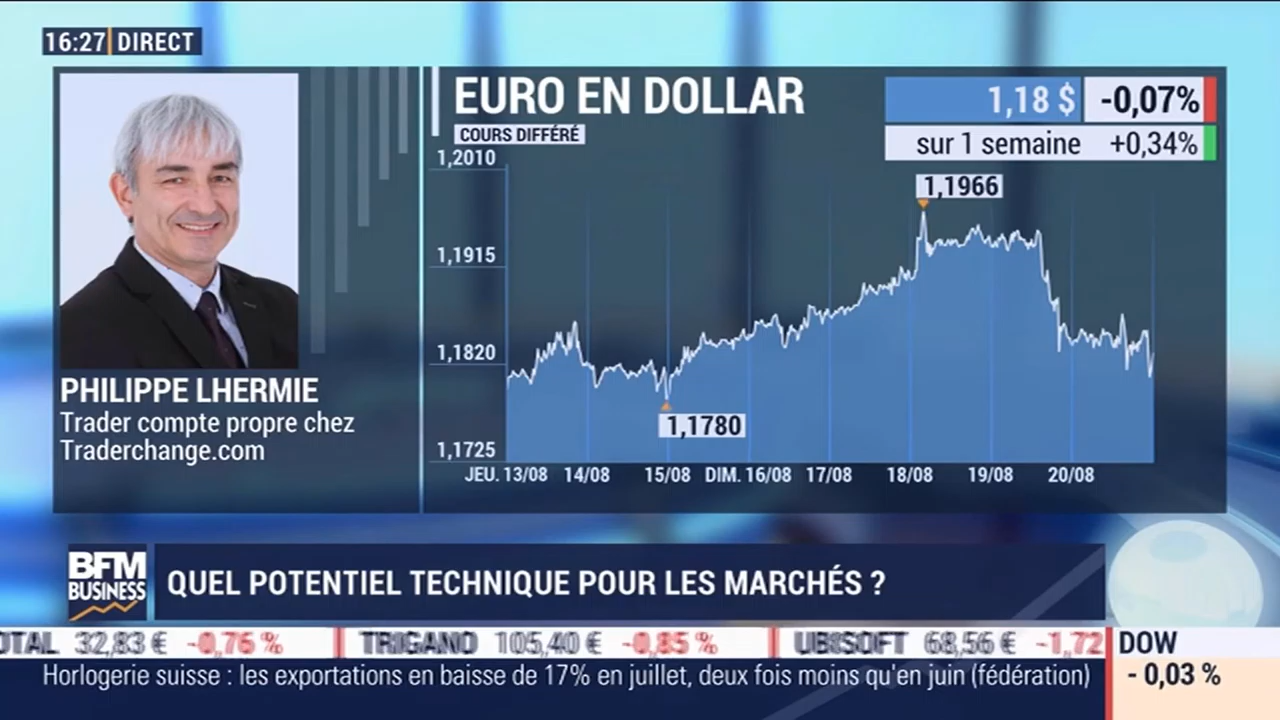 16:27 DIRECT
EURO EN DOLLAR
COURS DIFFÉRÉ
1,18 $ -0,07%
sur 1 semaine +0,34%
1,2010
1,1915
1,1820
1,1725
1,1966
1,1780
JEU. 13/08 14/08 15/08 DIM. 16/08 17/08 18/08 19/08 20/08
PHILIPPE LHERMIE
Trader compte propre chez
Traderchange.com
BFM
BUSINESS
QUEL POTENTIEL TECHNIQUE POUR LES MARCHÉS ?
OTAL 32,83 € -0,76 % TRIGANO 105,40 € -0,85 % UBISOFT 68,56 € -1,72
DOW
- 0,03 %
Horlogerie suisse : les exportations en baisse de 17% en juillet, deux fois moins qu'en juin (fédération)